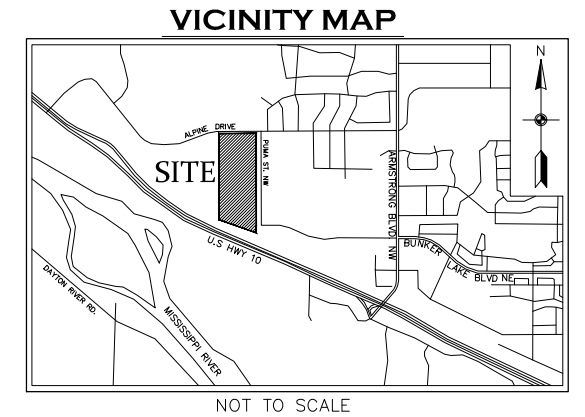 VICINITY MAP
N
ALPINE DRIVE
SITE
PUMA ST. NW
ARMSTRONG BLVD NW
U.S HWY 10
BUNKER LAKE BLVD NE
DAYTON RIVER RD.
MISSISSIPPI RIVER
NOT TO SCALE